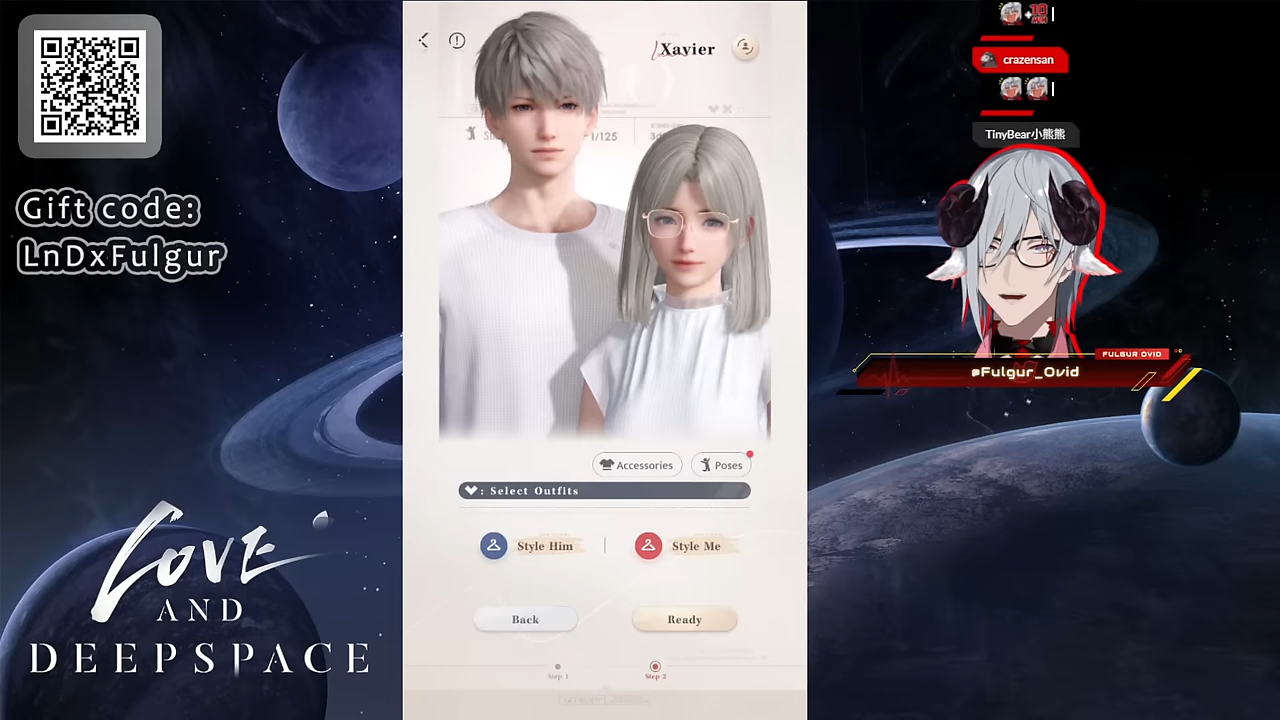 Gift code:
LnDxFulgur
LOVE
AND
DEEPSPACE
Xavier
1/125
Accessories
Poses
: Select Outfits
Style Him
Style Me
Back
Ready
Step 1
Step 2
crazensan
TinyBear小熊熊
FULGUR OVID
@Fulgur_Ovid